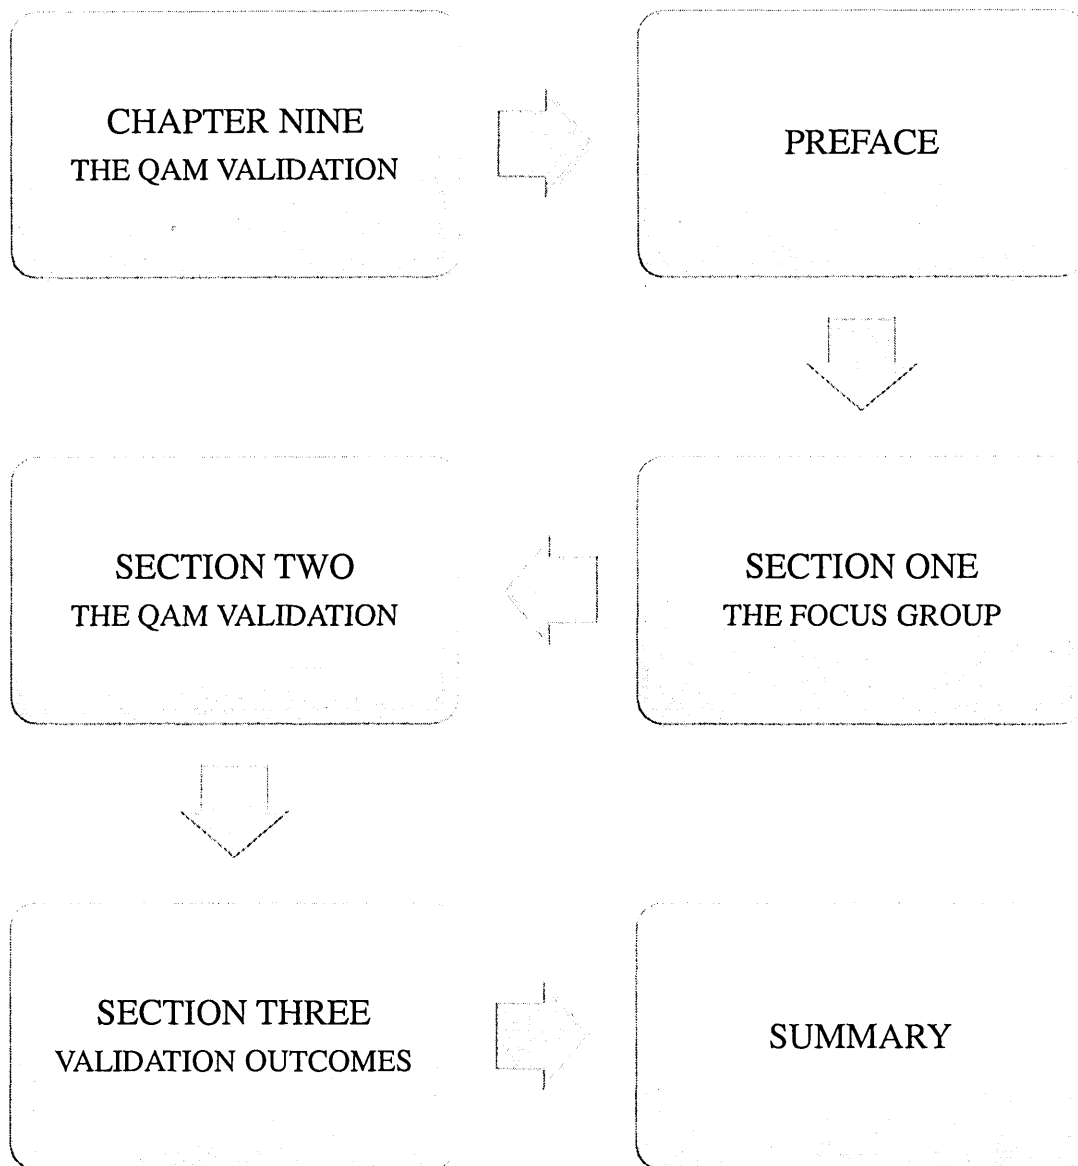 CHAPTER NINE
THE QAM VALIDATION
PREFACE
SECTION ONE
THE FOCUS GROUP
SECTION TWO
THE QAM VALIDATION
SECTION THREE
VALIDATION OUTCOMES
SUMMARY